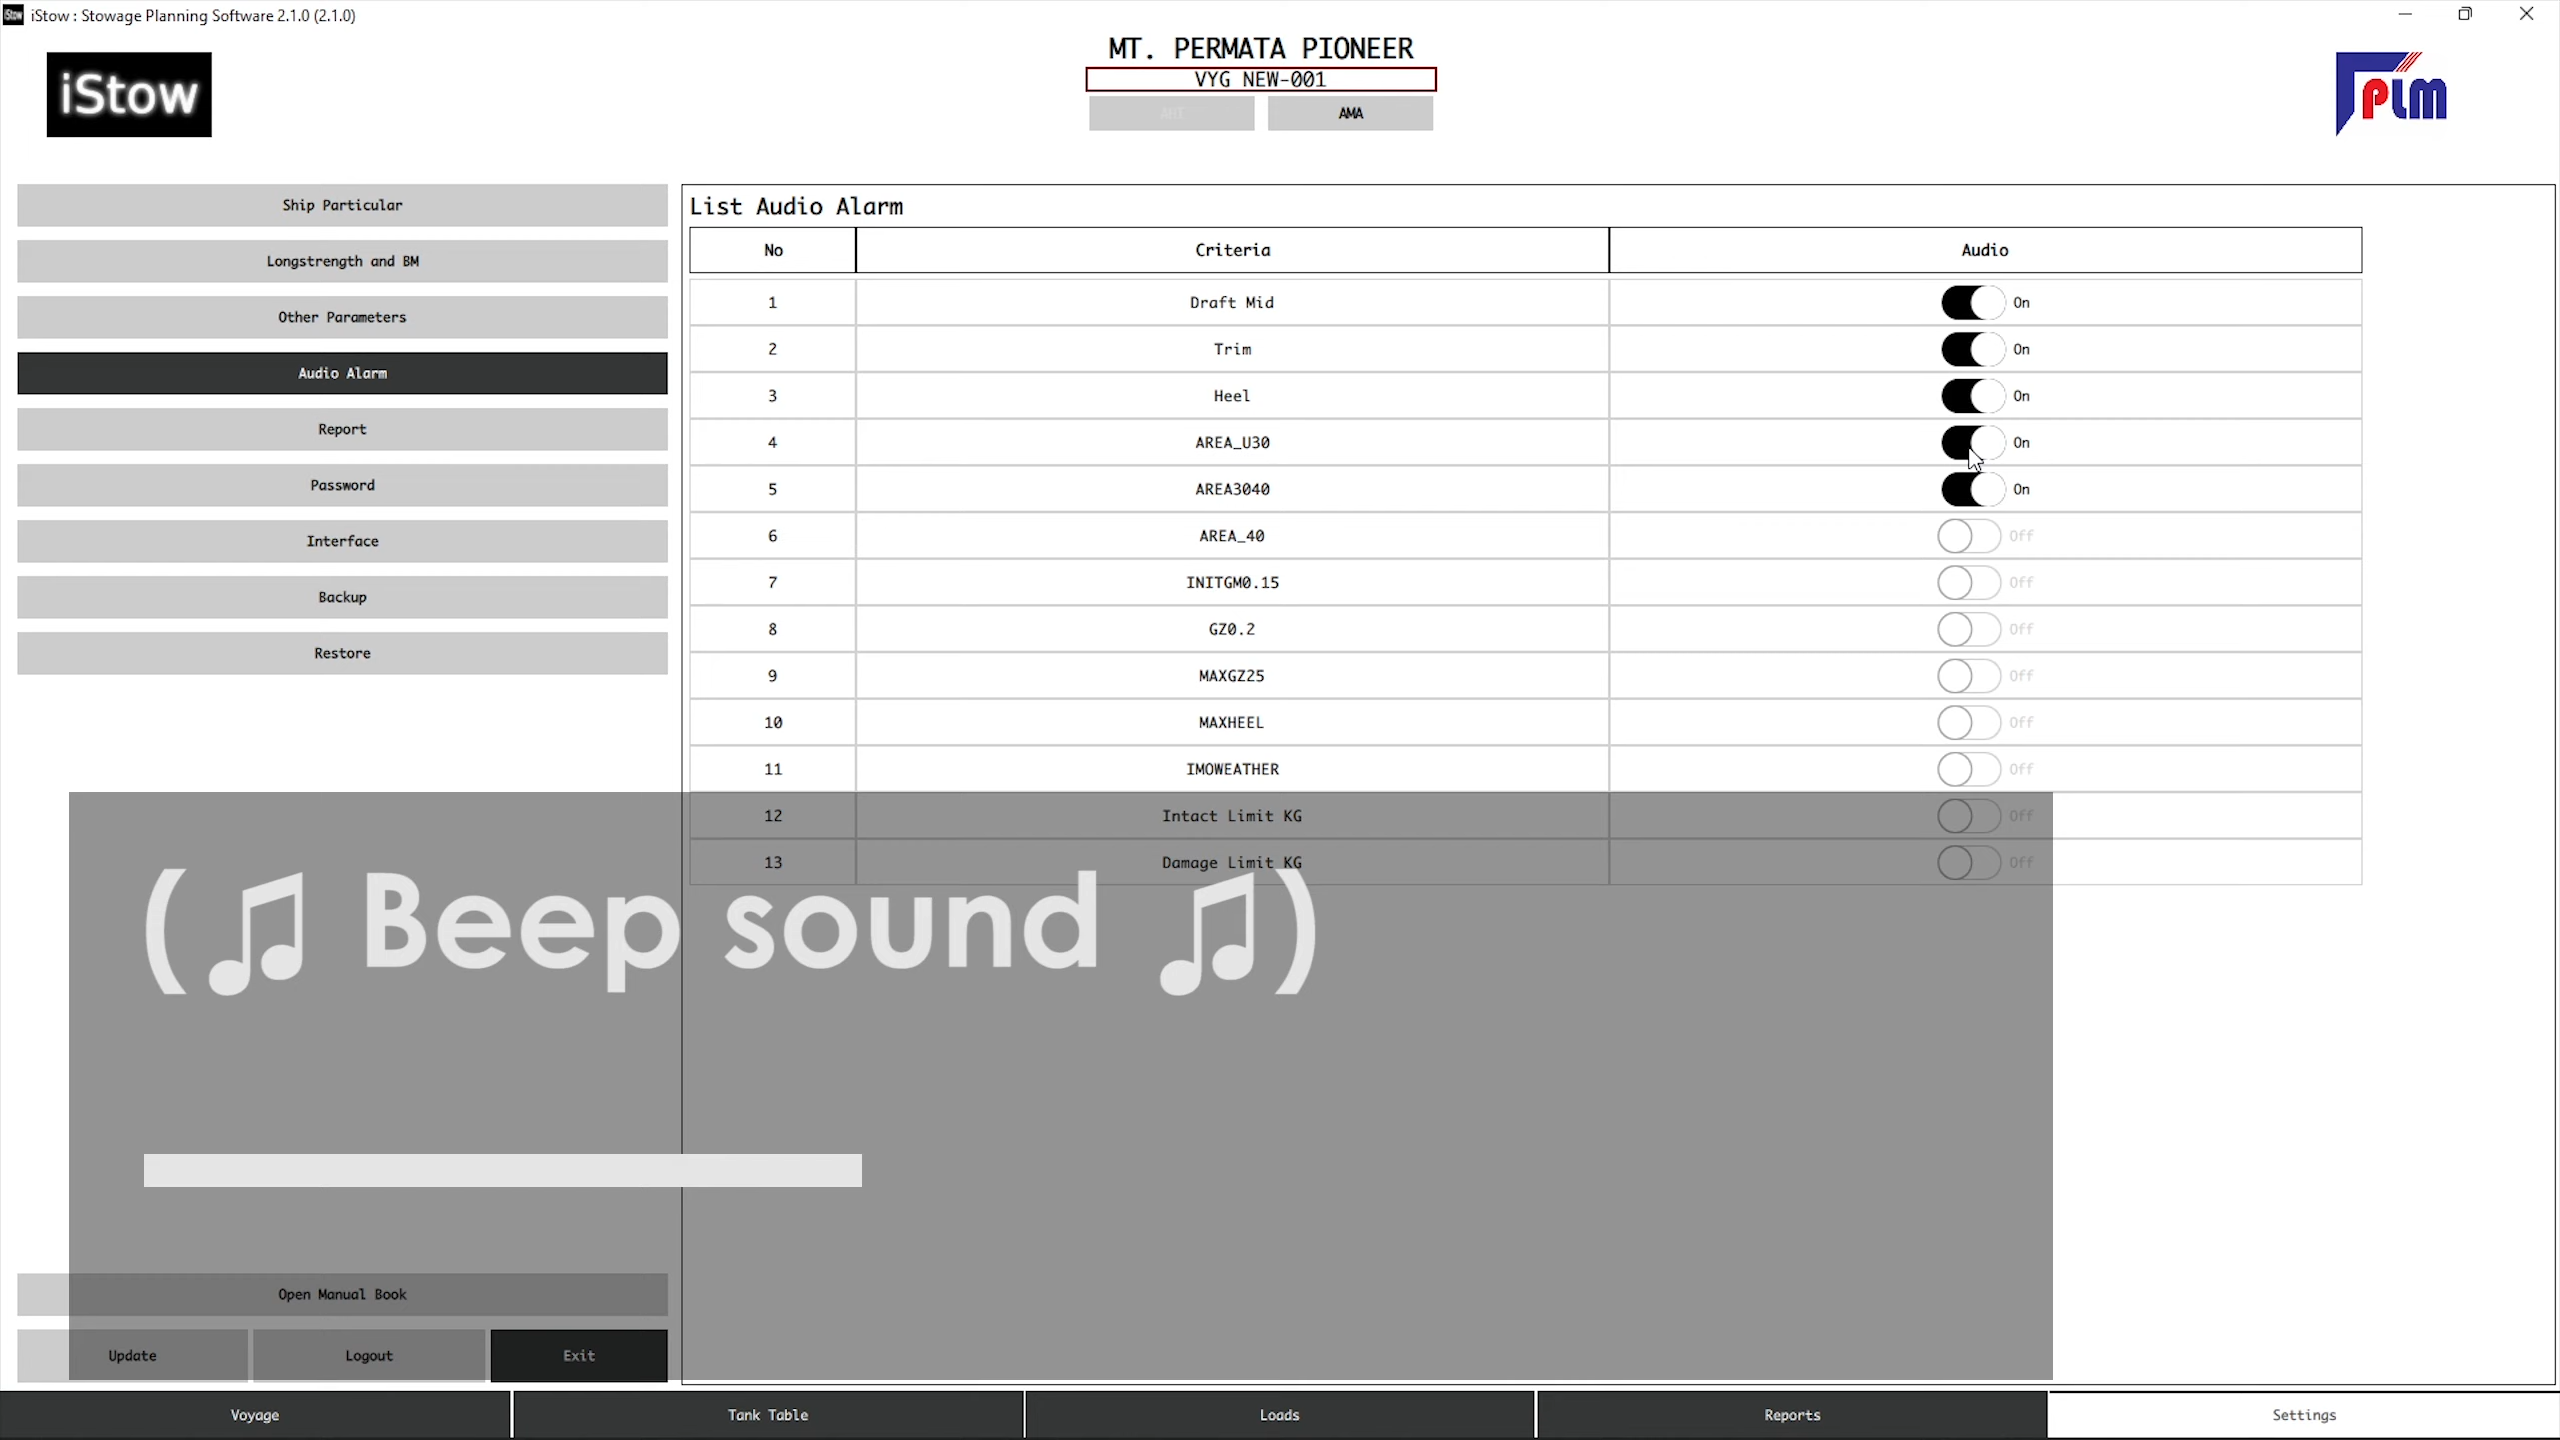 iStow : Stowage Planning Software 2.1.0 (2.1.0)
iStow
MT. PERMATA PIONEER
VYG NEW-001
AHT
AMA
PLM
Ship Particular
Longstrength and BM
Other Parameters
Audio Alarm
Report
Password
Interface
Backup
Restore
List Audio Alarm
No Criteria Audio
1 Draft Mid On
2 Trim On
3 Heel On
4 AREA_U30 On
5 AREA3040 On
6 AREA_40 Off
7 INITGM0.15 Off
8 GZ0.2 Off
9 MAXGZ25 Off
10 MAXHEEL Off
11 IMOWEATHER Off
12 Intact Limit KG Off
13 Damage Limit KG Off
(♫ Beep sound ♫)
Open Manual Book
Update Logout Exit
Voyage Tank Table Loads Reports Settings